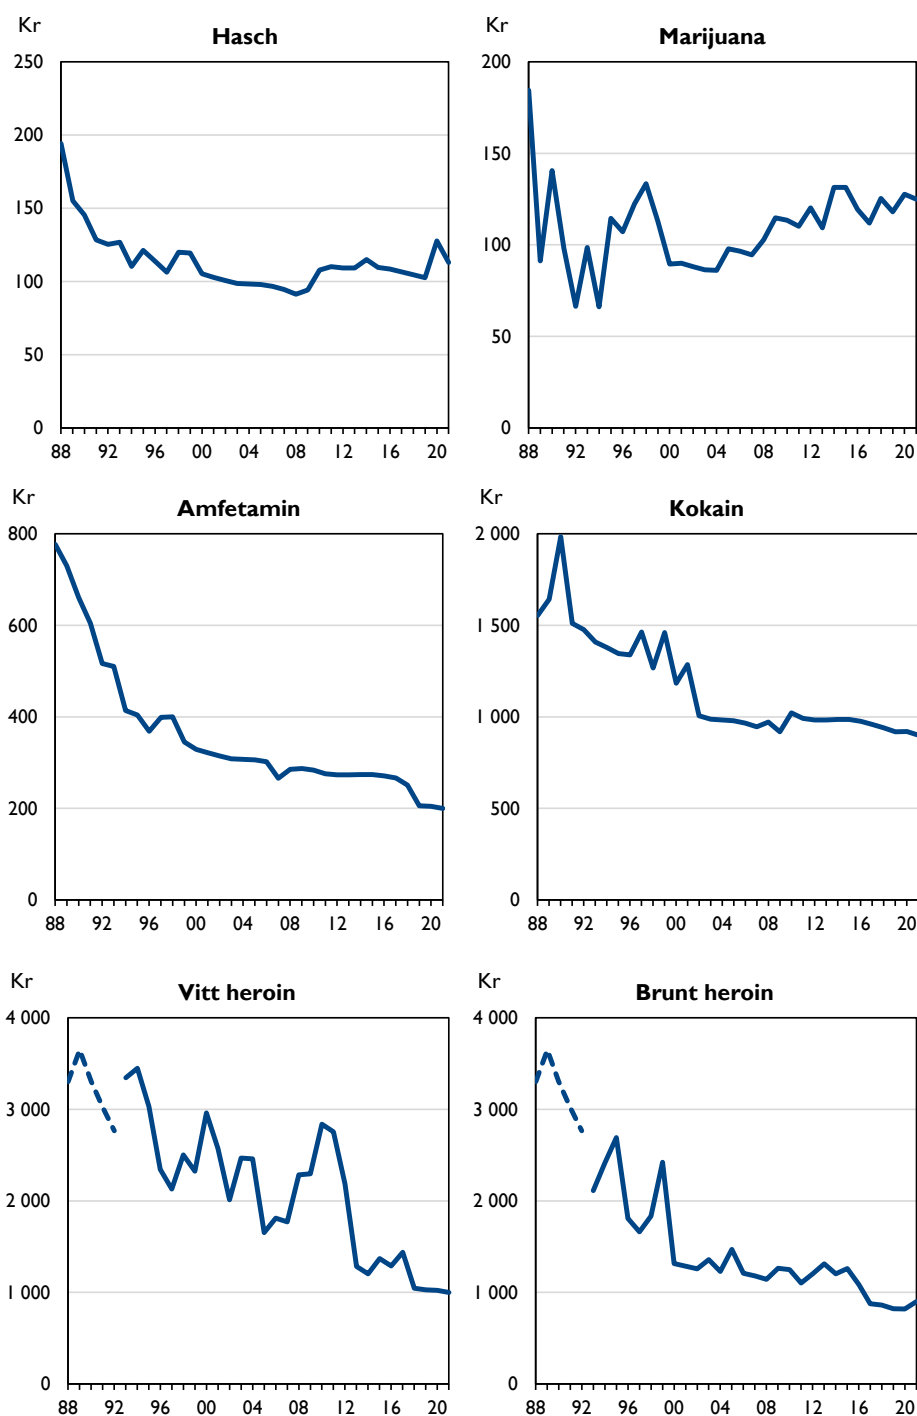 Kr
Hasch
250
200
150
100
50
0
88 92 96 00 04 08 12 16 20
Kr
Marijuana
200
150
100
50
0
88 92 96 00 04 08 12 16 20
Kr
Amfetamin
800
600
400
200
0
88 92 96 00 04 08 12 16 20
Kr
Kokain
2 000
1 500
1 000
500
0
88 92 96 00 04 08 12 16 20
Kr
Vitt heroin
4 000
3 000
2 000
1 000
0
88 92 96 00 04 08 12 16 20
Kr
Brunt heroin
4 000
3 000
2 000
1 000
0
88 92 96 00 04 08 12 16 20